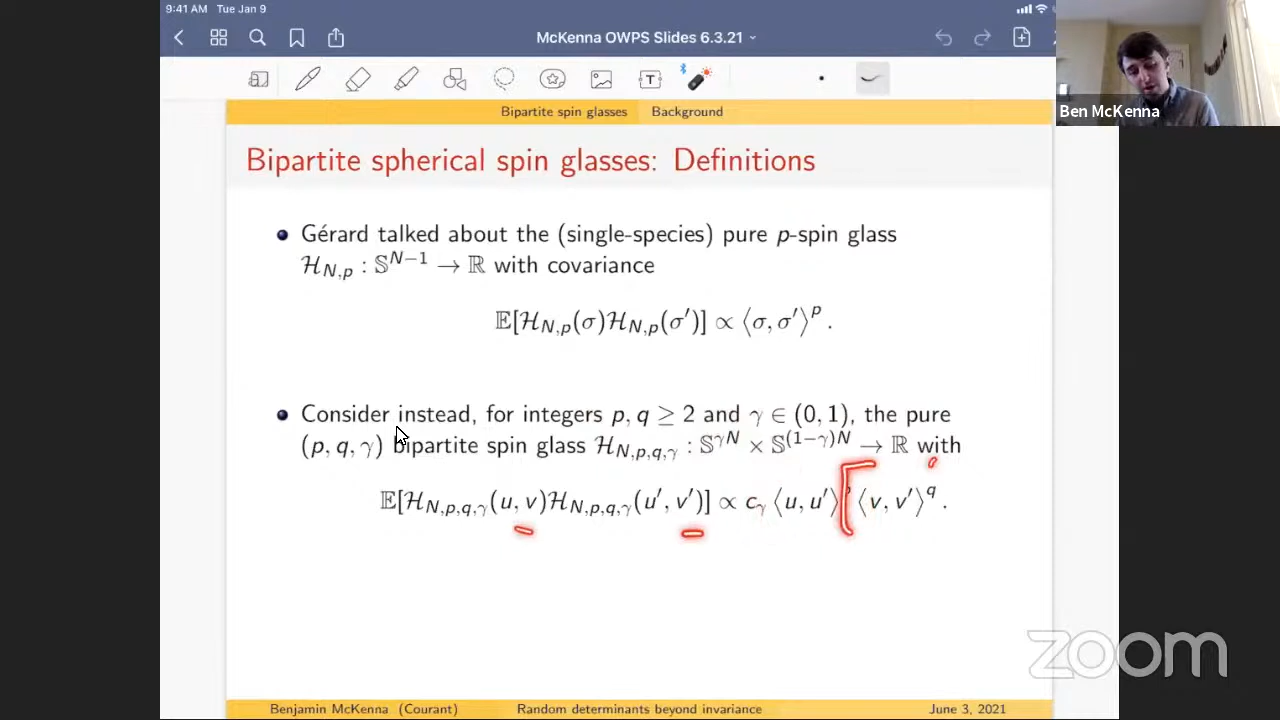 9:41 AM Tue Jan 9
McKenna OWPS Slides 6.3.21
Ben McKenna
Bipartite spin glasses Background
Bipartite spherical spin glasses: Definitions
Gérard talked about the (single-species) pure p-spin glass
ℋ_{N,p} : 𝕊^{N−1} → ℝ with covariance
𝔼[ℋ_{N,p}(σ)ℋ_{N,p}(σ′)] ∝ ⟨σ, σ′⟩^p .
Consider instead, for integers p, q ≥ 2 and γ ∈ (0, 1), the pure
(p, q, γ) bipartite spin glass ℋ_{N,p,q,γ} : 𝕊^{γN} × 𝕊^{(1−γ)N} → ℝ with
𝔼[ℋ_{N,p,q,γ}(u, v)ℋ_{N,p,q,γ}(u′, v′)] ∝ c_γ ⟨u, u′⟩ ⟨v, v′⟩^q .
zoom
Benjamin McKenna (Courant) Random determinants beyond invariance June 3, 2021